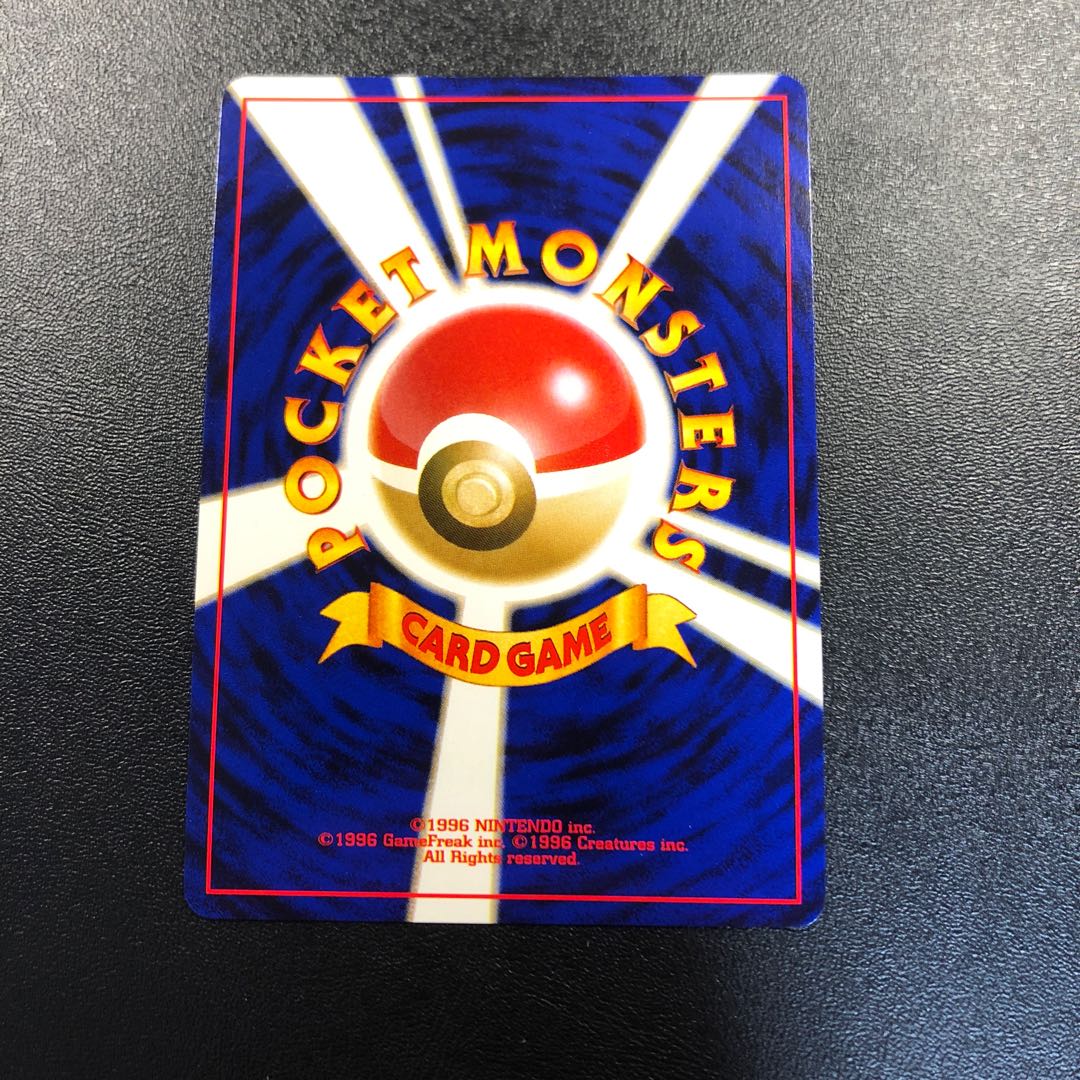 POCKET MONSTERS
CARD GAME
©1996 NINTENDO inc.
©1996 GameFreak inc. ©1996 Creatures inc.
All Rights reserved.